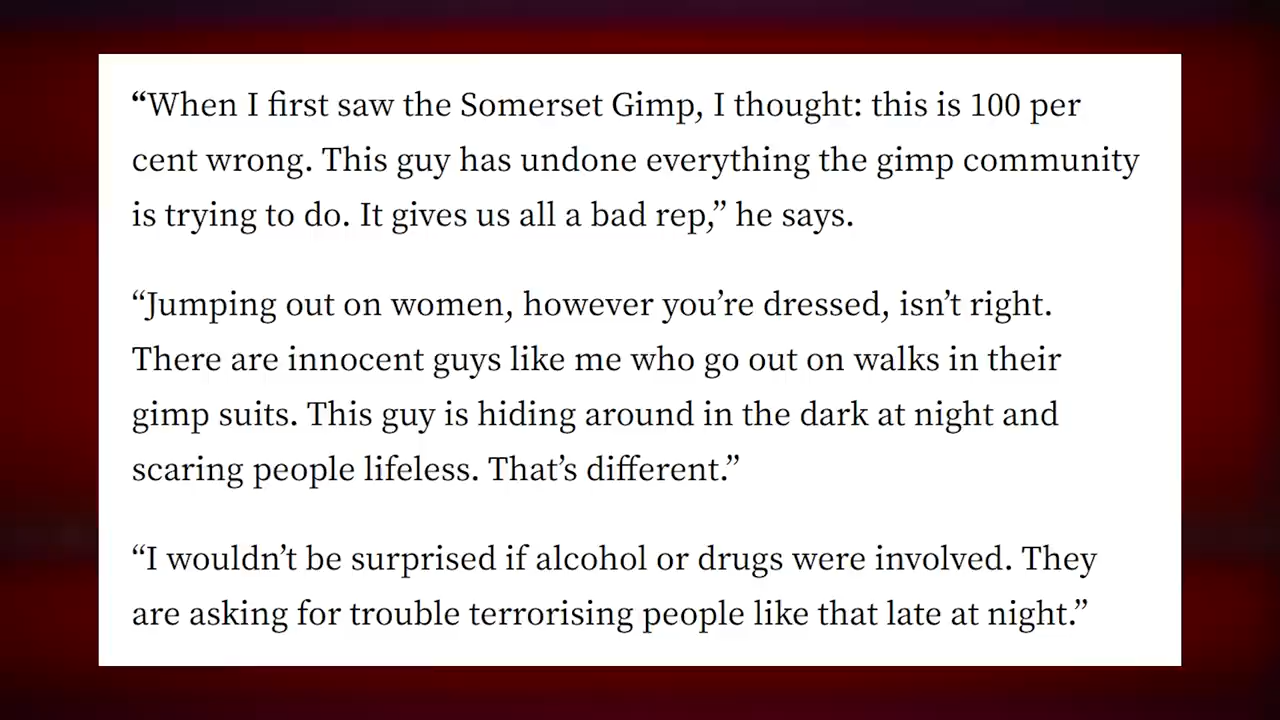 “When I first saw the Somerset Gimp, I thought: this is 100 per
cent wrong. This guy has undone everything the gimp community
is trying to do. It gives us all a bad rep,” he says.
“Jumping out on women, however you’re dressed, isn’t right.
There are innocent guys like me who go out on walks in their
gimp suits. This guy is hiding around in the dark at night and
scaring people lifeless. That’s different.”
“I wouldn’t be surprised if alcohol or drugs were involved. They
are asking for trouble terrorising people like that late at night.”